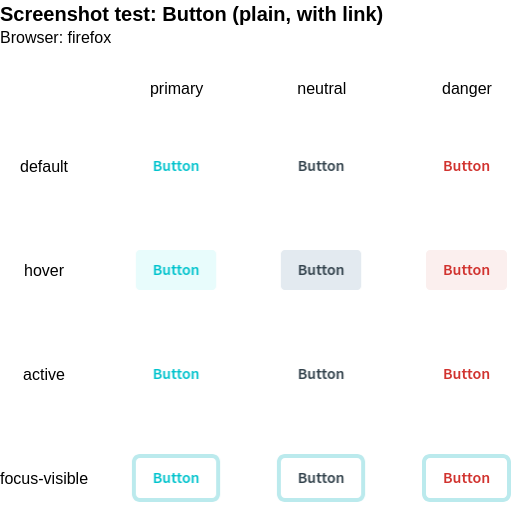 Screenshot test: Button (plain, with link)
Browser: firefox
primary neutral danger
default Button Button Button
hover Button Button Button
active Button Button Button
focus-visible Button Button Button